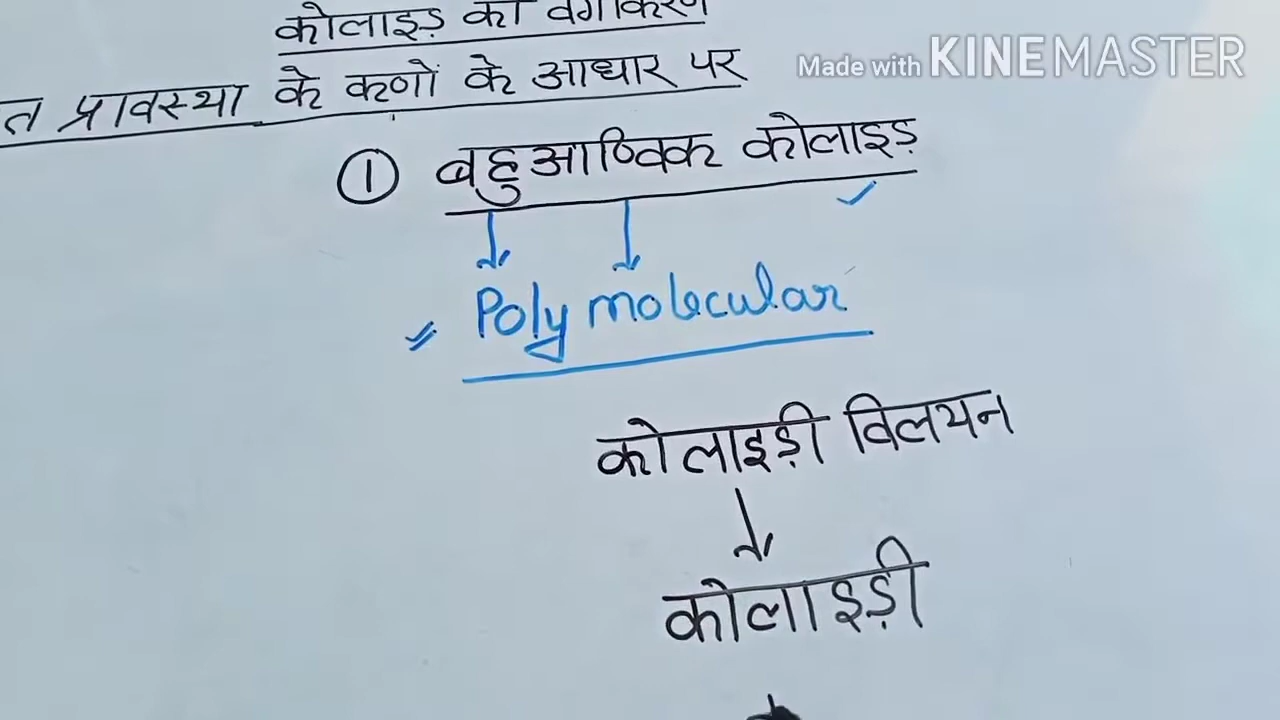 कोलाइड़ का वर्गीकरण
Made with KINEMASTER
त प्रावस्था के कणों के आधार पर
① बहुआण्विक कोलाइड़
Poly molecular
कोलाइड़ी विलयन
कोलाइड़ी